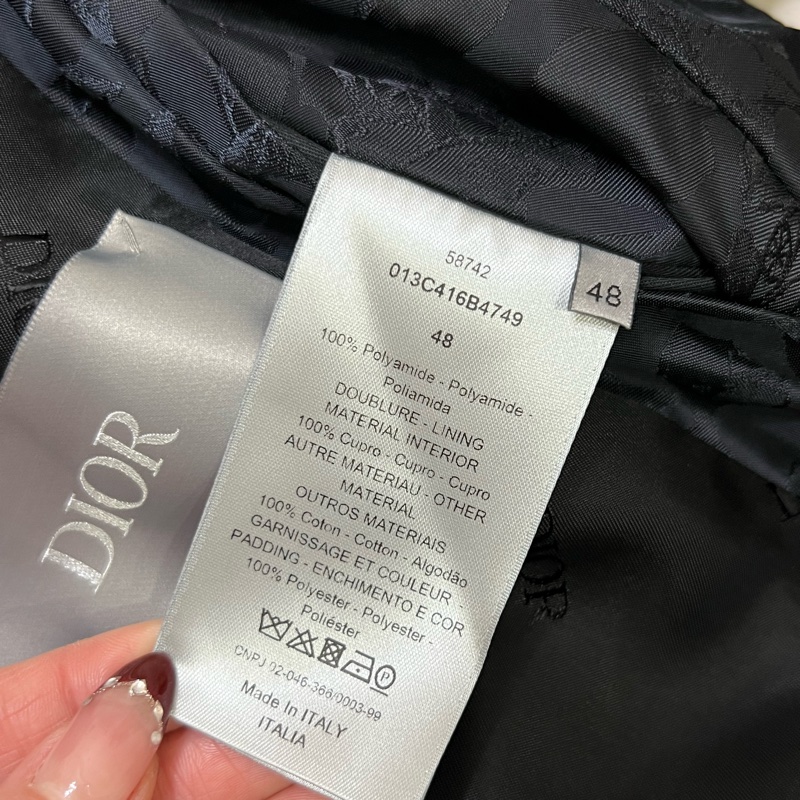 58742
013C416B4749
48
48
100% Polyamide - Polyamide -
Poliamida
DOUBLURE - LINING
MATERIAL INTERIOR
100% Cupro - Cupro - Cupro
AUTRE MATERIAU - OTHER
MATERIAL
OUTROS MATERIAIS
100% Coton - Cotton - Algodão
GARNISSAGE ET COULEUR -
PADDING - ENCHIMENTO E COR
100% Polyester - Polyester -
Poliéster
P
CNPJ 02-046-366/0003-99
Made In ITALY
ITALIA
DIOR
DIOR